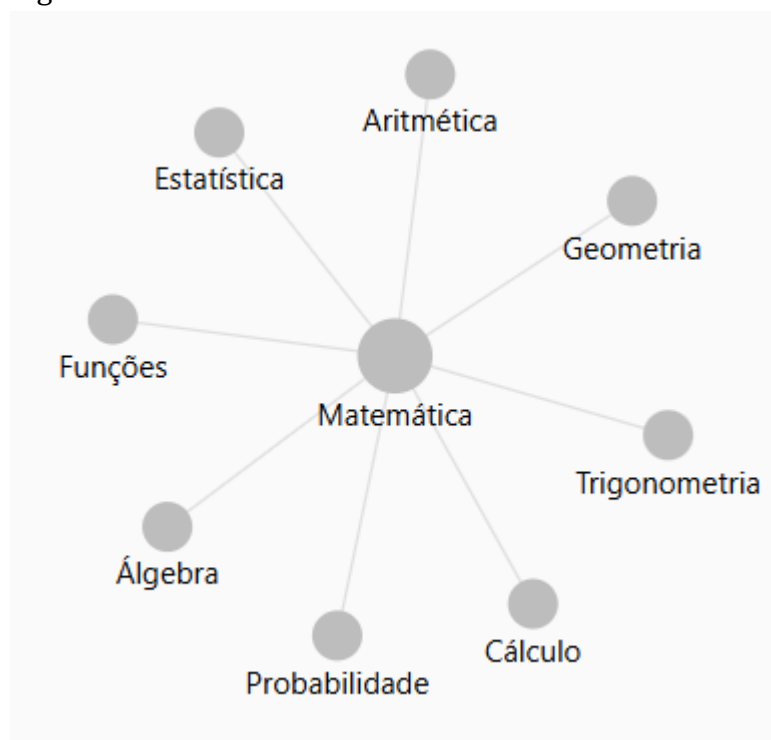 Aritmética
Estatística
Geometria
Funções
Matemática
Trigonometria
Álgebra
Cálculo
Probabilidade